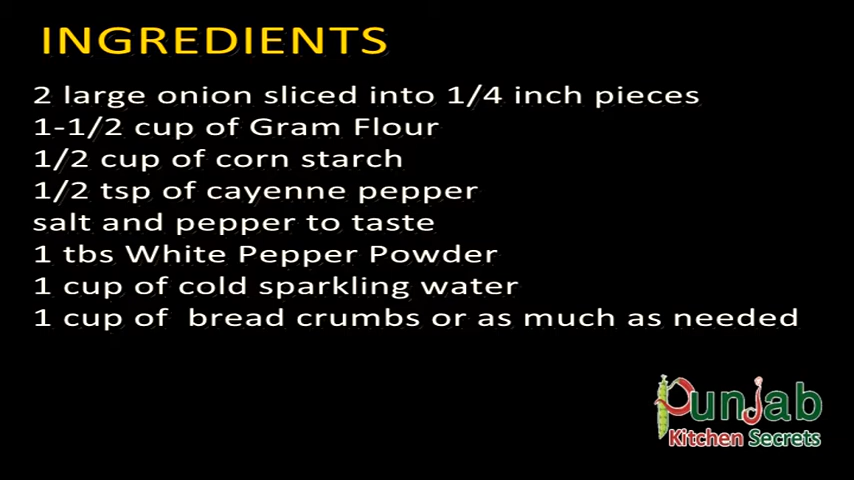 INGREDIENTS
2 large onion sliced into 1/4 inch pieces
1-1/2 cup of Gram Flour
1/2 cup of corn starch
1/2 tsp of cayenne pepper
salt and pepper to taste
1 tbs White Pepper Powder
1 cup of cold sparkling water
1 cup of  bread crumbs or as much as needed
Punjab
Kitchen Secrets